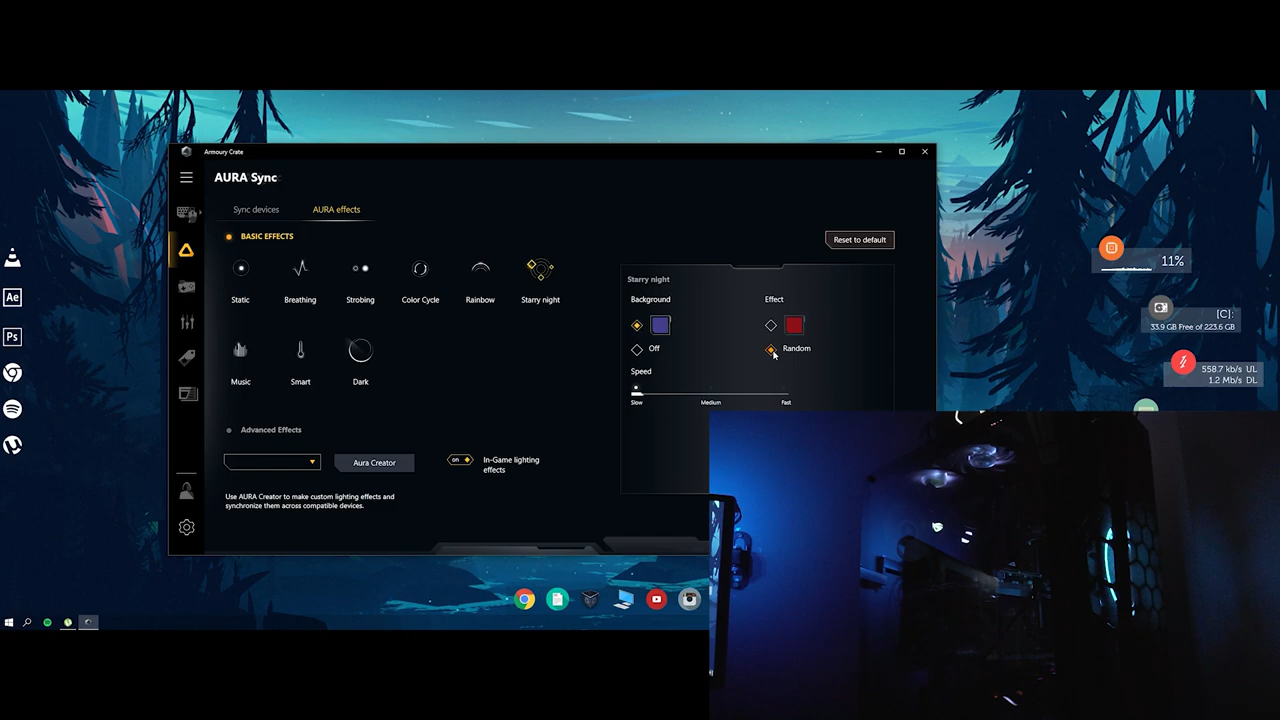 Armoury Crate
AURA Sync
Sync devices
AURA effects
BASIC EFFECTS
Reset to default
Static
Breathing
Strobing
Color Cycle
Rainbow
Starry night
Music
Smart
Dark
Starry night
Background
Effect
Off
Random
Speed
Slow
Medium
Fast
Advanced Effects
Aura Creator
on
In-Game lighting
effects
Use AURA Creator to make custom lighting effects and
synchronize them across compatible devices.
Ae
Ps
11%
[C]:
33.9 GB Free of 223.6 GB
558.7 kb/s UL
1.2 Mb/s DL